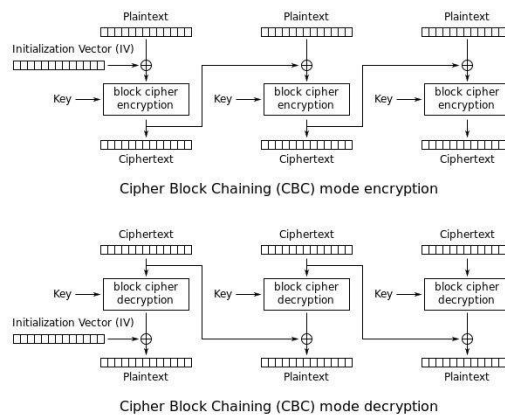 Plaintext Plaintext Plaintext
Initialization Vector (IV)
Key block cipher encryption Key block cipher encryption Key block cipher encryption
Ciphertext Ciphertext Ciphertext
Cipher Block Chaining (CBC) mode encryption
Ciphertext Ciphertext Ciphertext
Key block cipher decryption Key block cipher decryption Key block cipher decryption
Initialization Vector (IV)
Plaintext Plaintext Plaintext
Cipher Block Chaining (CBC) mode decryption